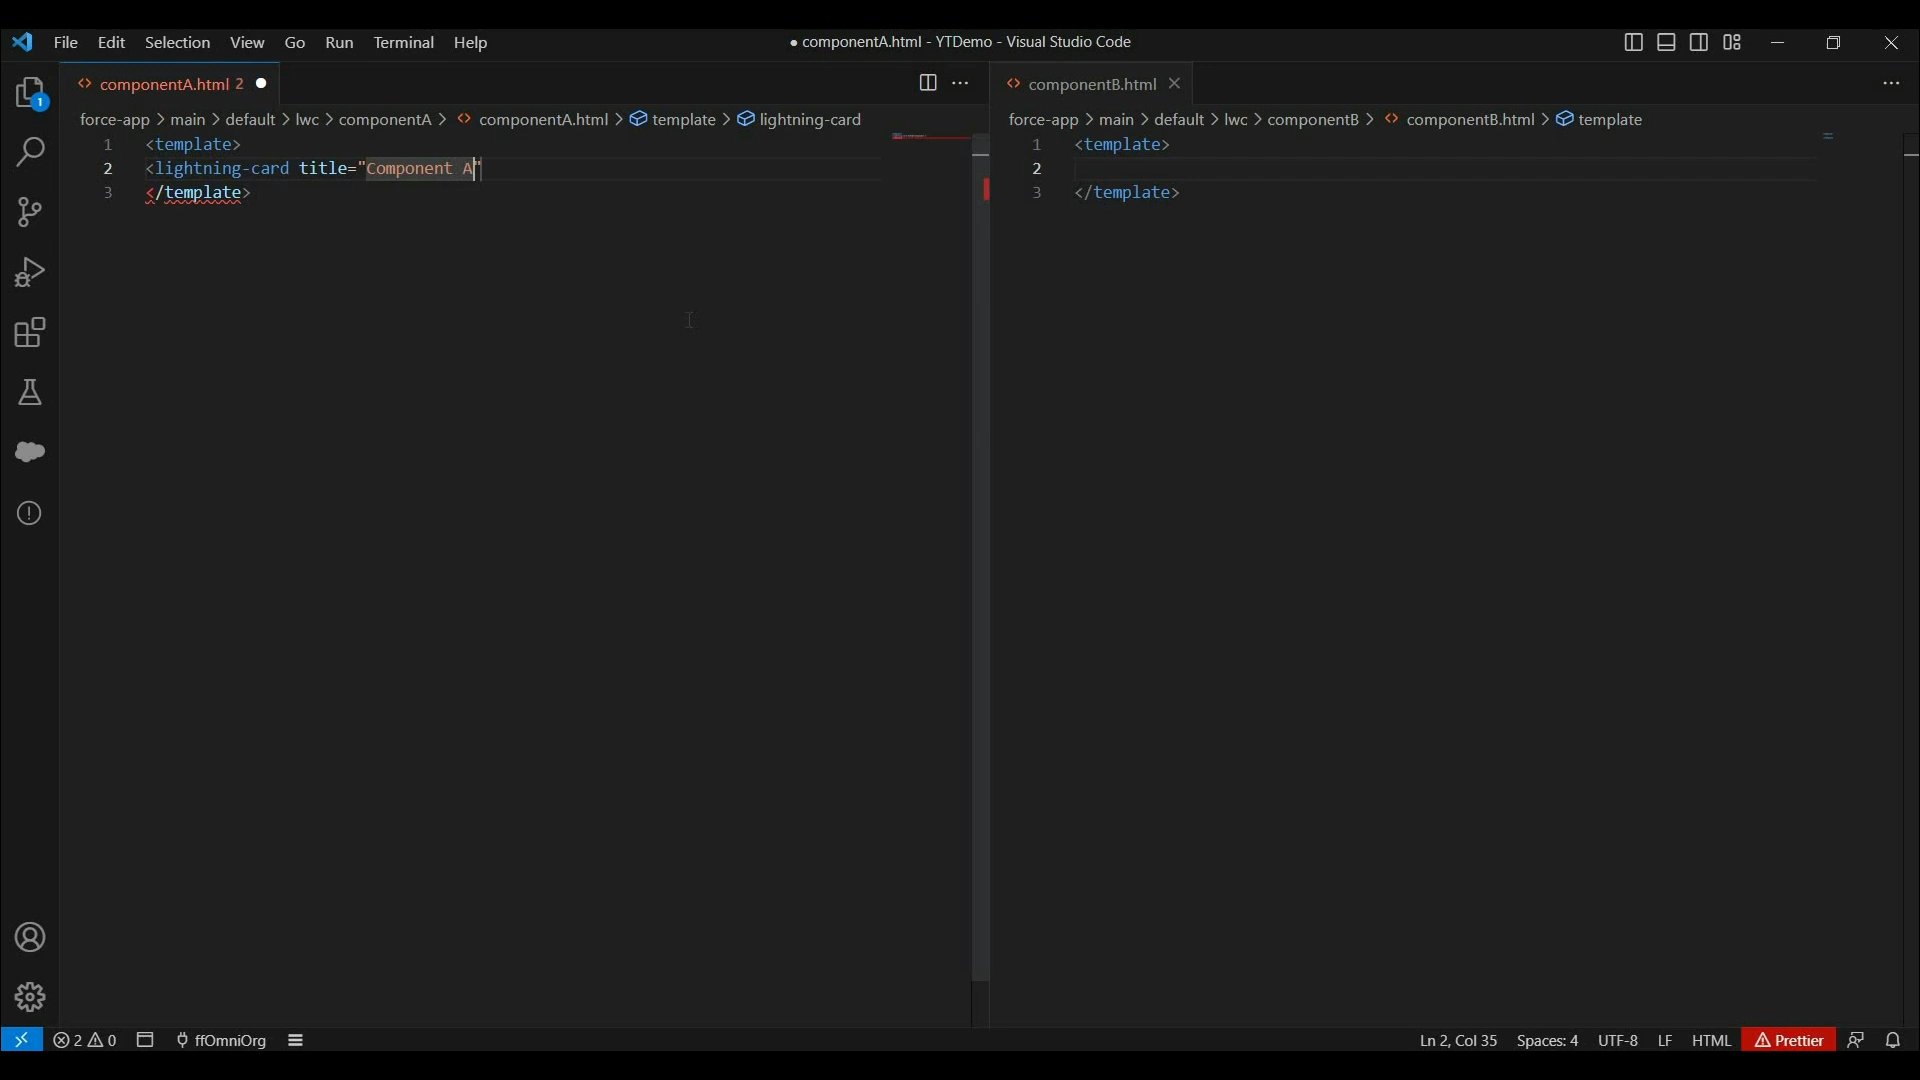 File Edit Selection View Go Run Terminal Help
● componentA.html - YTDemo - Visual Studio Code
componentA.html 2
force-app > main > default > lwc > componentA > componentA.html > template > lightning-card
1 <template>
2 <lightning-card title="Component A"
3 </template>
componentB.html
force-app > main > default > lwc > componentB > componentB.html > template
1 <template>
2
3 </template>
1
2 0 ffOmniOrg
Ln 2, Col 35 Spaces: 4 UTF-8 LF HTML Prettier